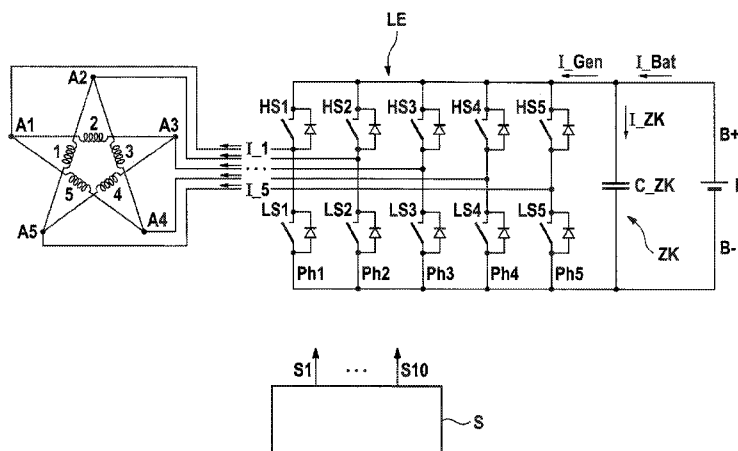 LE
A2
I_Gen
I_Bat
HS1
HS2
HS3
HS4
HS5
A1
2
A3
I_1
...
I_5
I_ZK
B+
1
3
5
4
C_ZK
A5
A4
LS1
LS2
LS3
LS4
LS5
ZK
B-
Ph1
Ph2
Ph3
Ph4
Ph5
S1
...
S10
S